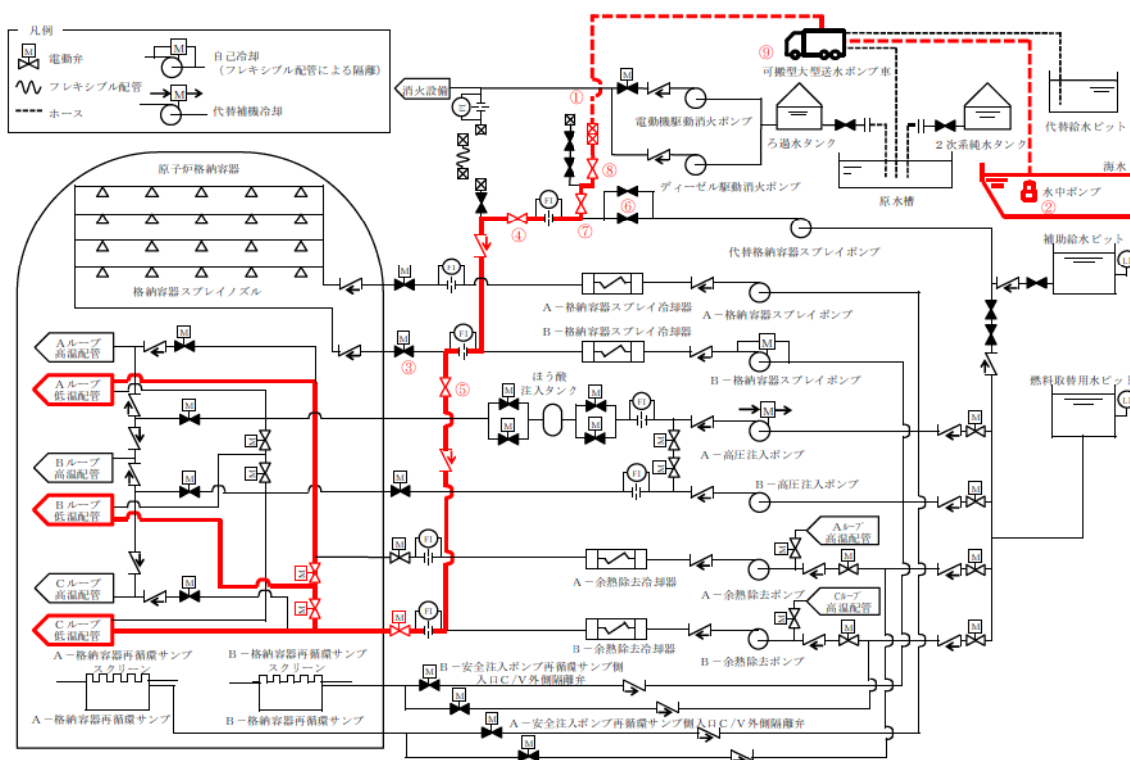 凡例
M
電動弁
フレキシブル配管
ホース
M
自己冷却
(フレキシブル配管による隔離)
M
代替補機冷却
⑨
可搬型大型送水ポンプ車
消火設備
①
M
電動機駆動消火ポンプ
ろ過水タンク
2次系純水タンク
代替給水ピット
海水
⑧
ディーゼル駆動消火ポンプ
原水槽
水中ポンプ
②
原子炉格納容器
FI
④
⑦
⑥
代替格納容器スプレイポンプ
補助給水ピット
格納容器スプレイノズル
M
FI
A-格納容器スプレイ冷却器
A-格納容器スプレイポンプ
B-格納容器スプレイ冷却器
M
③
FI
M
B-格納容器スプレイポンプ
Aループ
高温配管
M
Aループ
低温配管
⑤
ほう酸
注入タンク
燃料取替用水ピット
M
M
M
FI
M
M
A-高圧注入ポンプ
M
M
M
M
Bループ
高温配管
M
M
Bループ
低温配管
M
M
FI
M
B-高圧注入ポンプ
M
Aループ
高温配管
M
FI
M
M
M
Cループ
高温配管
M
M
A-余熱除去冷却器
A-余熱除去ポンプ
Cループ
高温配管
Cループ
低温配管
M
M
FI
M
M
M
B-余熱除去冷却器
B-余熱除去ポンプ
A-格納容器再循環サンプ
スクリーン
B-格納容器再循環サンプ
スクリーン
B-安全注入ポンプ再循環サンプ側
入口C/V外側隔離弁
M
M
A-格納容器再循環サンプ
B-格納容器再循環サンプ
A-安全注入ポンプ再循環サンプ側入口C/V外側隔離弁
M
M